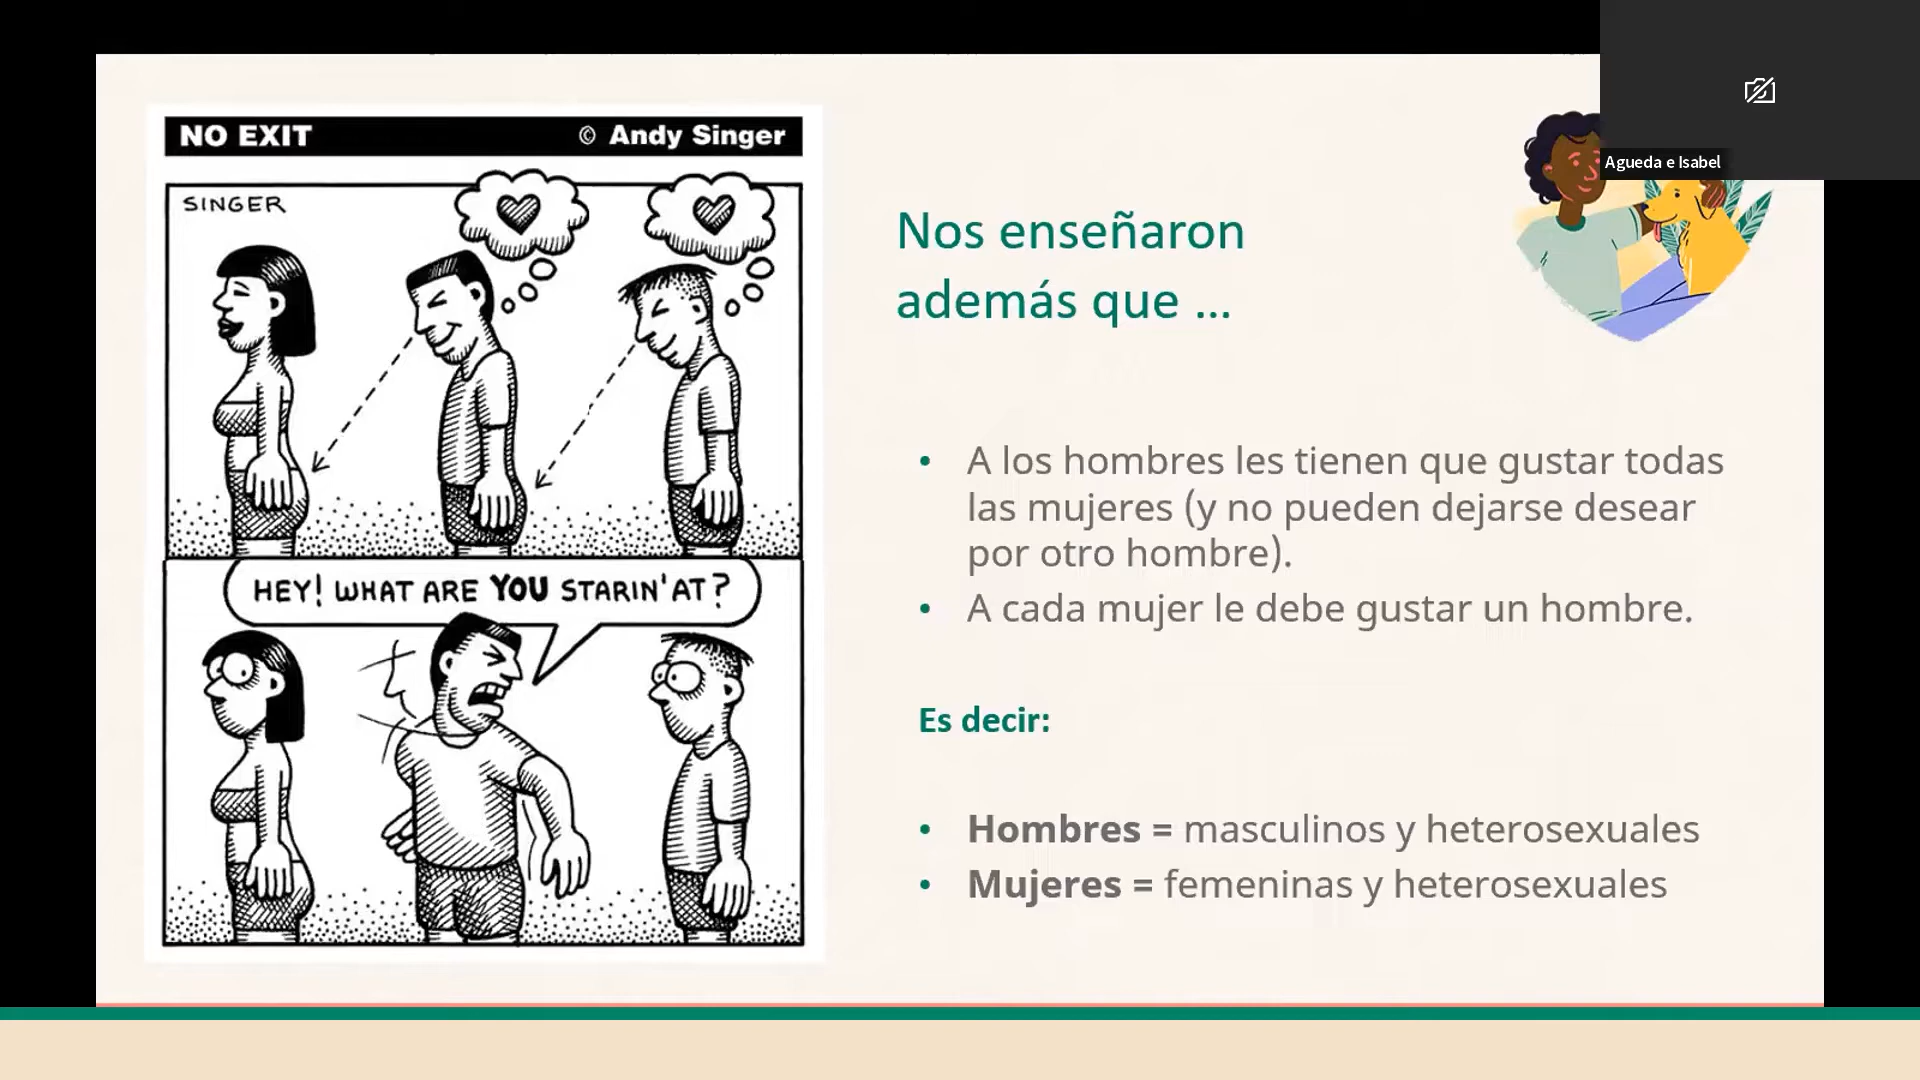 NO EXIT © Andy Singer
SINGER
HEY! WHAT ARE YOU STARIN' AT?
Nos enseñaron
además que ...
• A los hombres les tienen que gustar todas
las mujeres (y no pueden dejarse desear
por otro hombre).
• A cada mujer le debe gustar un hombre.
Es decir:
• Hombres = masculinos y heterosexuales
• Mujeres = femeninas y heterosexuales
Agueda e Isabel